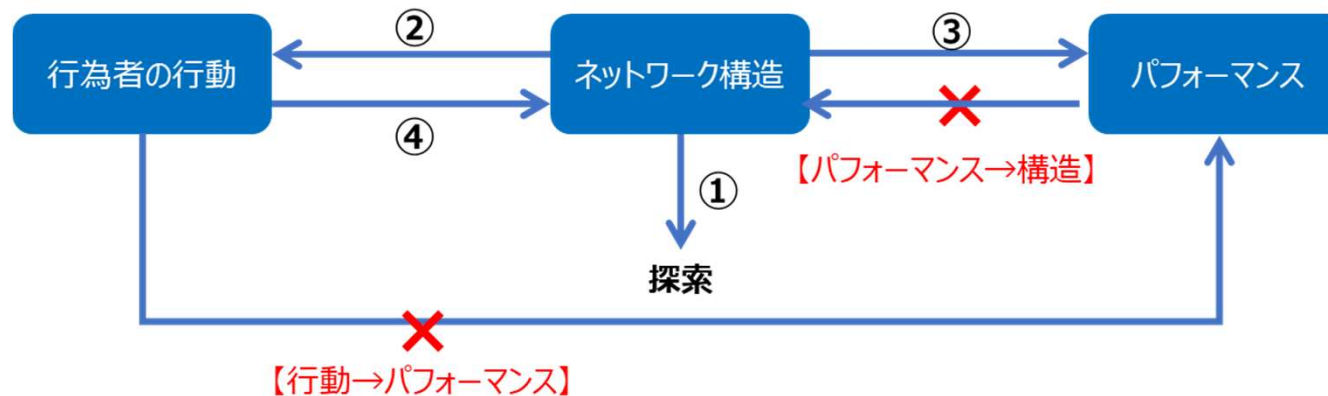 ②
③
行為者の行動
ネットワーク構造
パフォーマンス
④
【パフォーマンス→構造】
①
探索
【行動→パフォーマンス】